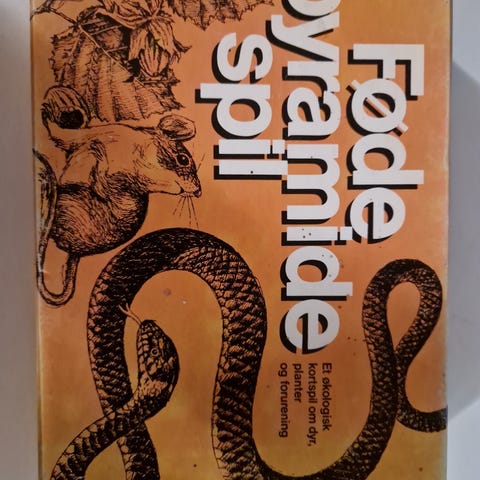 Føde
pyramide
spil
Et økologisk
kortspil om dyr,
planter
og forurening